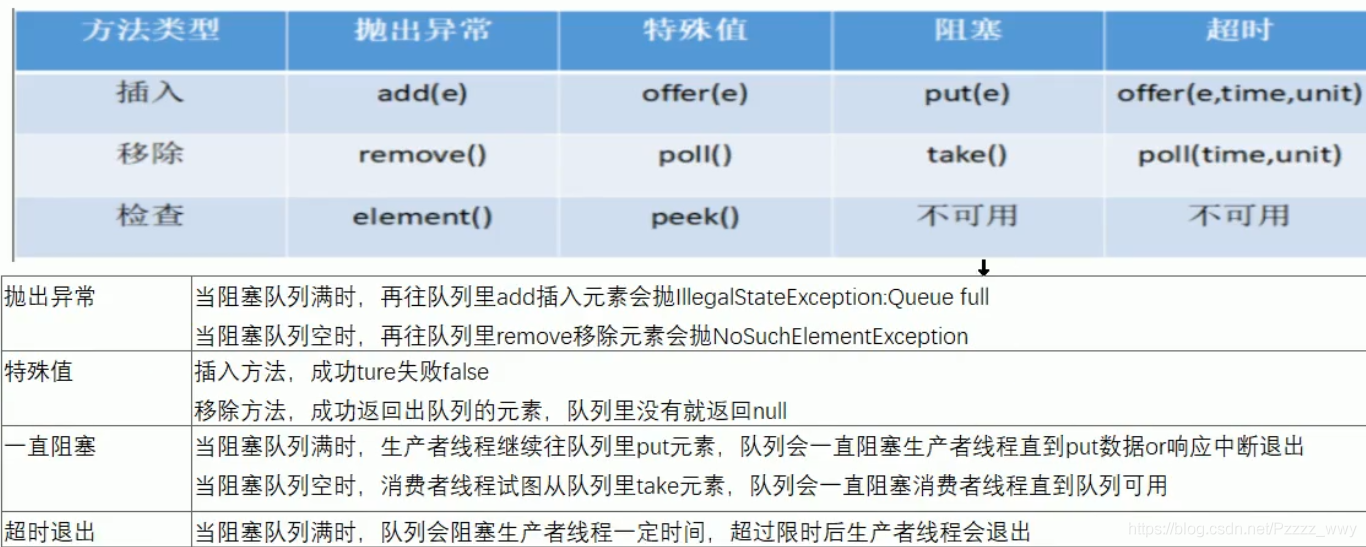 方法类型 抛出异常 特殊值 阻塞 超时
插入 add(e) offer(e) put(e) offer(e,time,unit)
移除 remove() poll() take() poll(time,unit)
检查 element() peek() 不可用 不可用
抛出异常 当阻塞队列满时，再往队列里add插入元素会抛IllegalStateException:Queue full
当阻塞队列空时，再往队列里remove移除元素会抛NoSuchElementException
特殊值 插入方法，成功ture失败false
移除方法，成功返回出队列的元素，队列里没有就返回null
一直阻塞 当阻塞队列满时，生产者线程继续往队列里put元素，队列会一直阻塞生产者线程直到put数据or响应中断退出
当阻塞队列空时，消费者线程试图从队列里take元素，队列会一直阻塞消费者线程直到队列可用
超时退出 当阻塞队列满时，队列会阻塞生产者线程一定时间，超过限时后生产者线程会退出
https://blog.csdn.net/Pzzzz_wwy